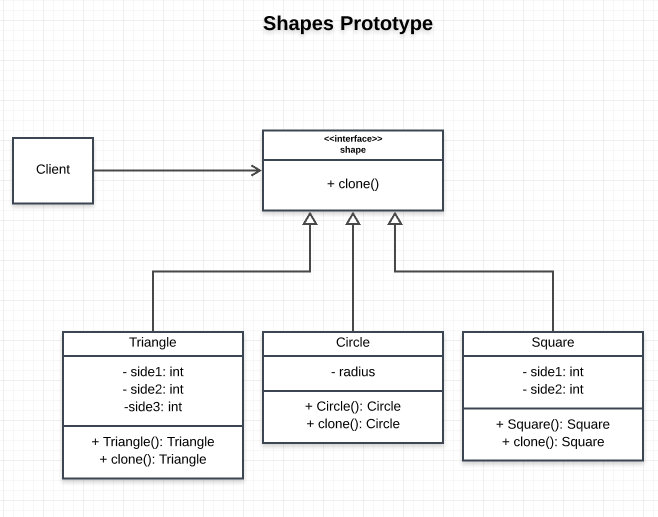 Shapes Prototype
Client
<<interface>>
shape
+ clone()
Triangle
- side1: int
- side2: int
-side3: int
+ Triangle(): Triangle
+ clone(): Triangle
Circle
- radius
+ Circle(): Circle
+ clone(): Circle
Square
- side1: int
- side2: int
+ Square(): Square
+ clone(): Square